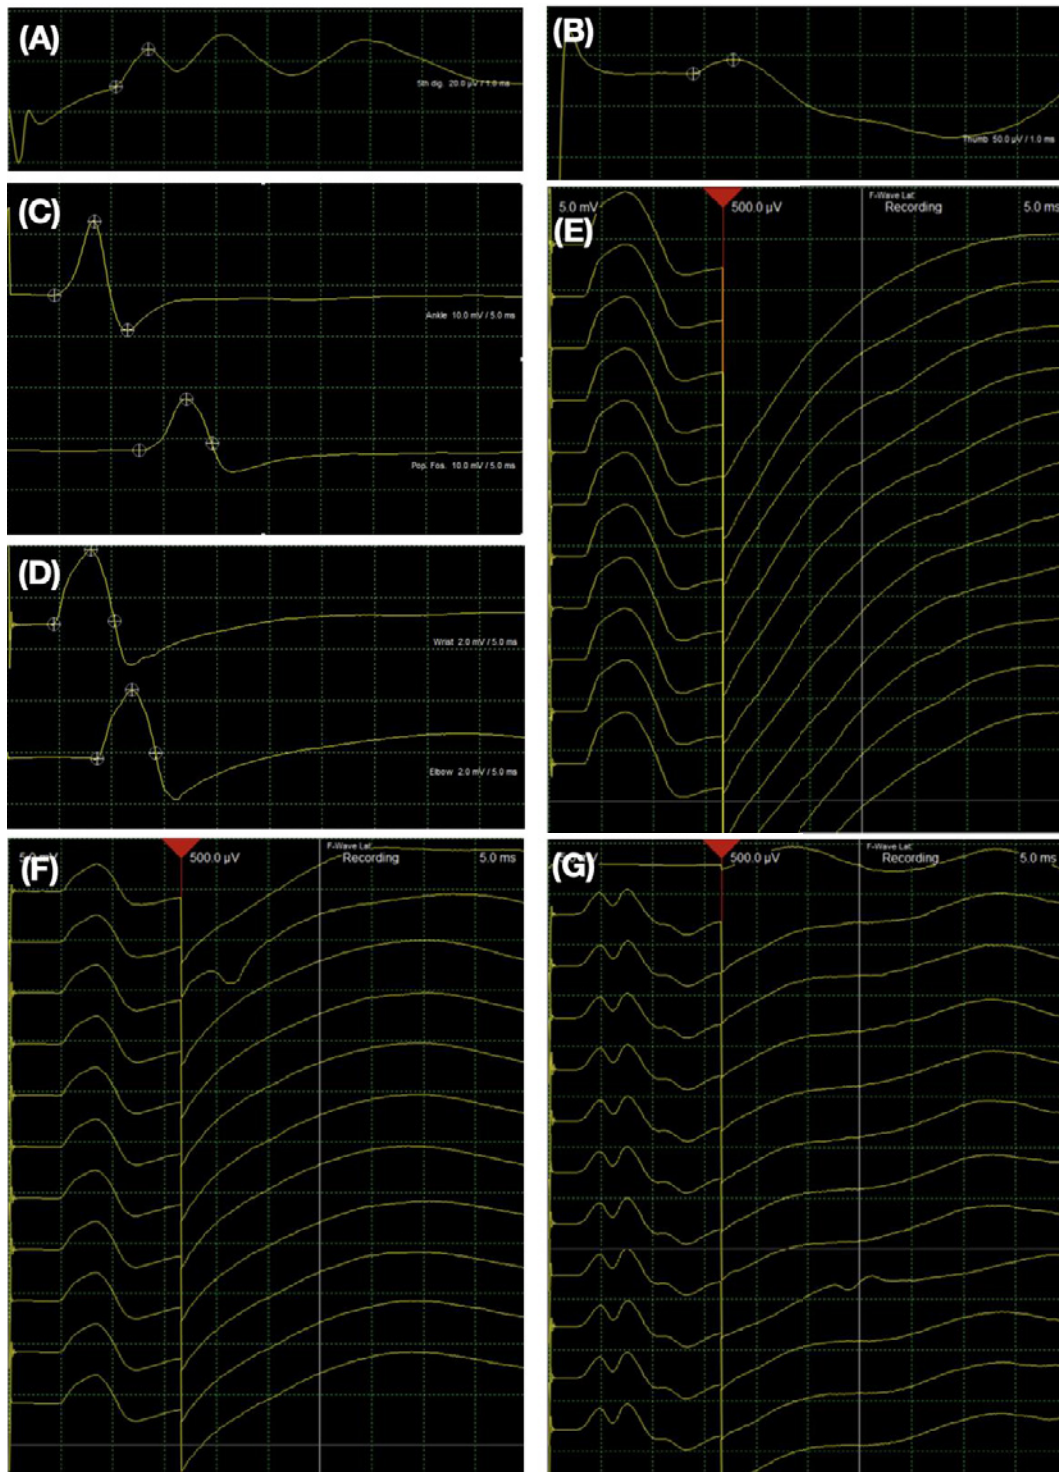 (A)
5th dig. 20.0 µV / 1.0 ms
(B)
Thumb 50.0 µV / 1.0 ms
(C)
Ankle 10.0 mV / 5.0 ms
Pop. Fos. 10.0 mV / 5.0 ms
(D)
Wrist 2.0 mV / 5.0 ms
Elbow 2.0 mV / 5.0 ms
(E)
5.0 mV
500.0 µV
F-Wave Lat:
Recording
5.0 ms
(F)
500.0 µV
F-Wave Lat:
Recording
5.0 ms
(G)
500.0 µV
F-Wave Lat:
Recording
5.0 ms